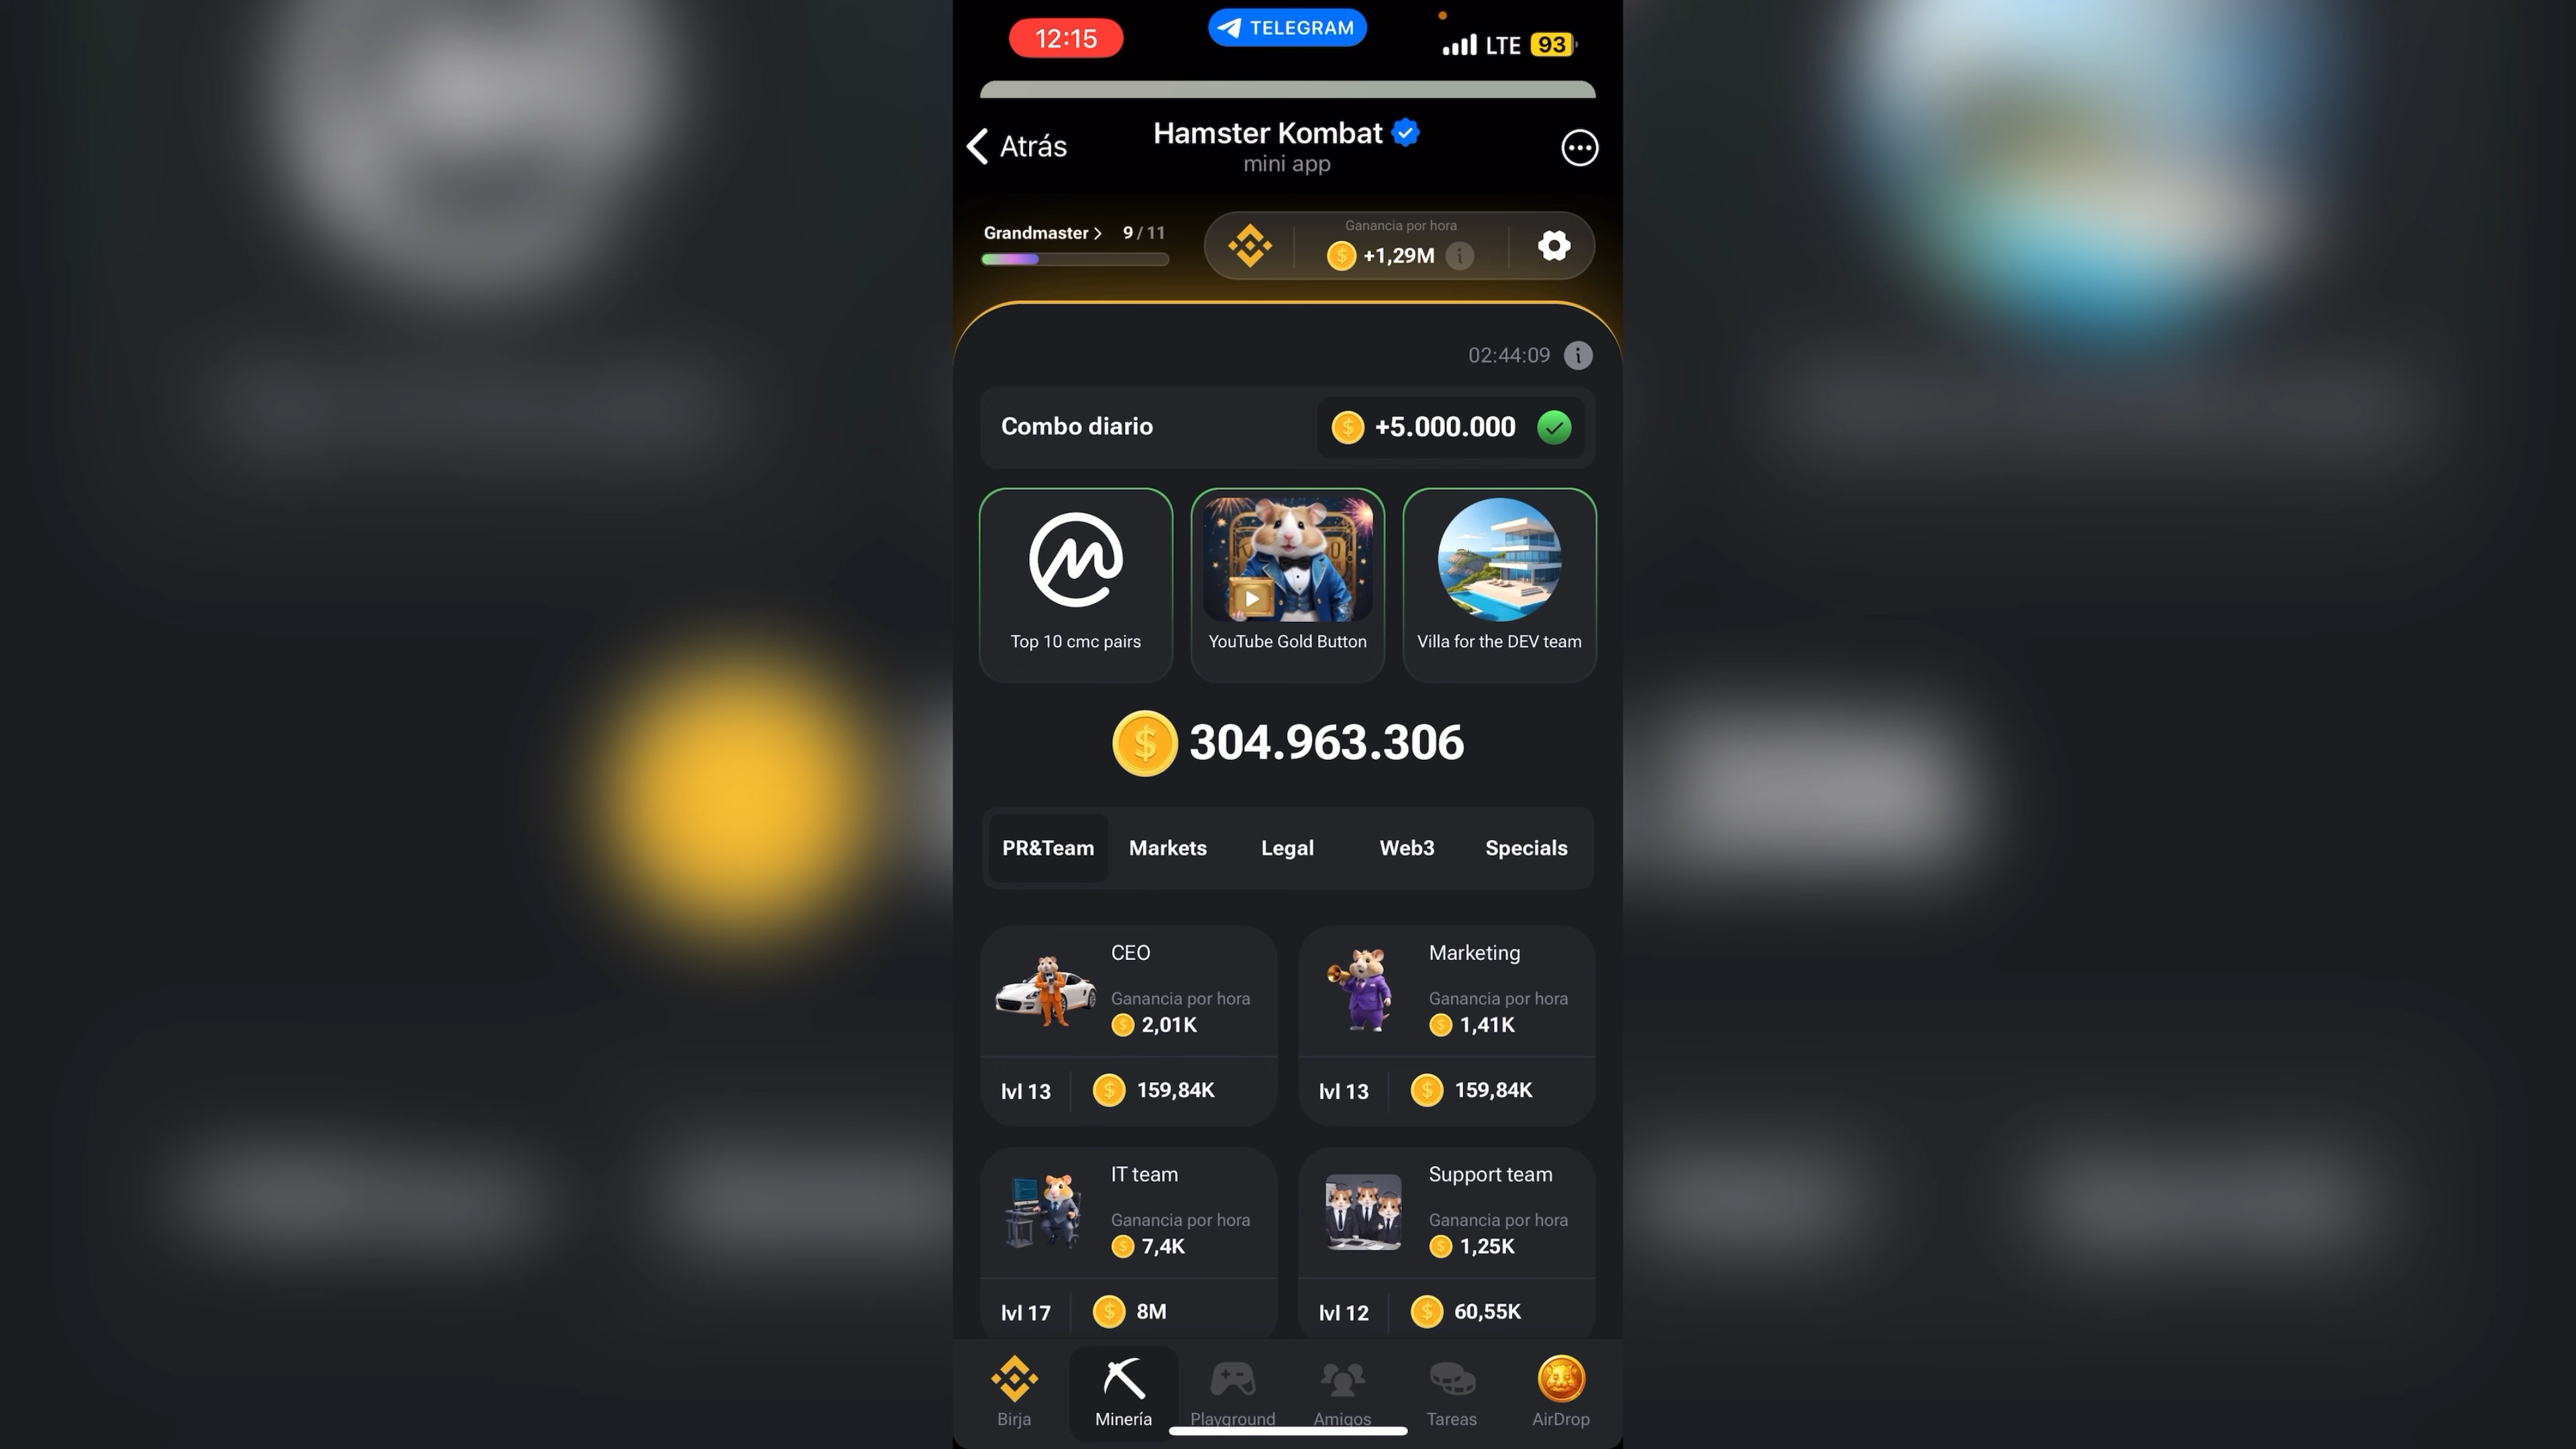 12:15
TELEGRAM
LTE 93
Atrás
Hamster Kombat
mini app
Grandmaster > 9 / 11
Ganancia por hora
+1,29M
02:44:09
Combo diario
+5.000.000
Top 10 cmc pairs
YouTube Gold Button
Villa for the DEV team
304.963.306
PR&Team Markets Legal Web3 Specials
CEO
Ganancia por hora
2,01K
lvl 13 159,84K
Marketing
Ganancia por hora
1,41K
lvl 13 159,84K
IT team
Ganancia por hora
7,4K
lvl 17 8M
Support team
Ganancia por hora
1,25K
lvl 12 60,55K
Birja Minería Playground Amigos Tareas AirDrop